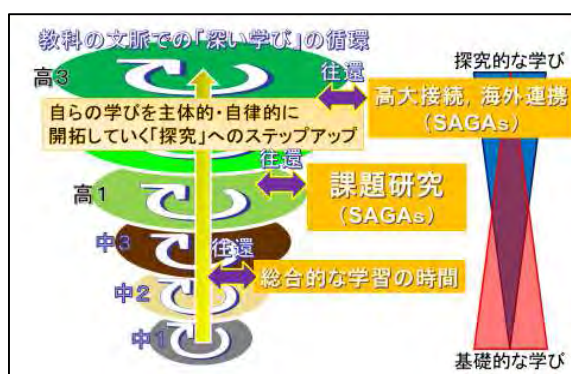 教科の文脈での「深い学び」の循環
高3
往還
高大接続，海外連携
(SAGAs)
自らの学びを主体的・自律的に
開拓していく「探究」へのステップアップ
往還
高1
課題研究
(SAGAs)
中3
往還
総合的な学習の時間
中2
中1
探究的な学び
基礎的な学び